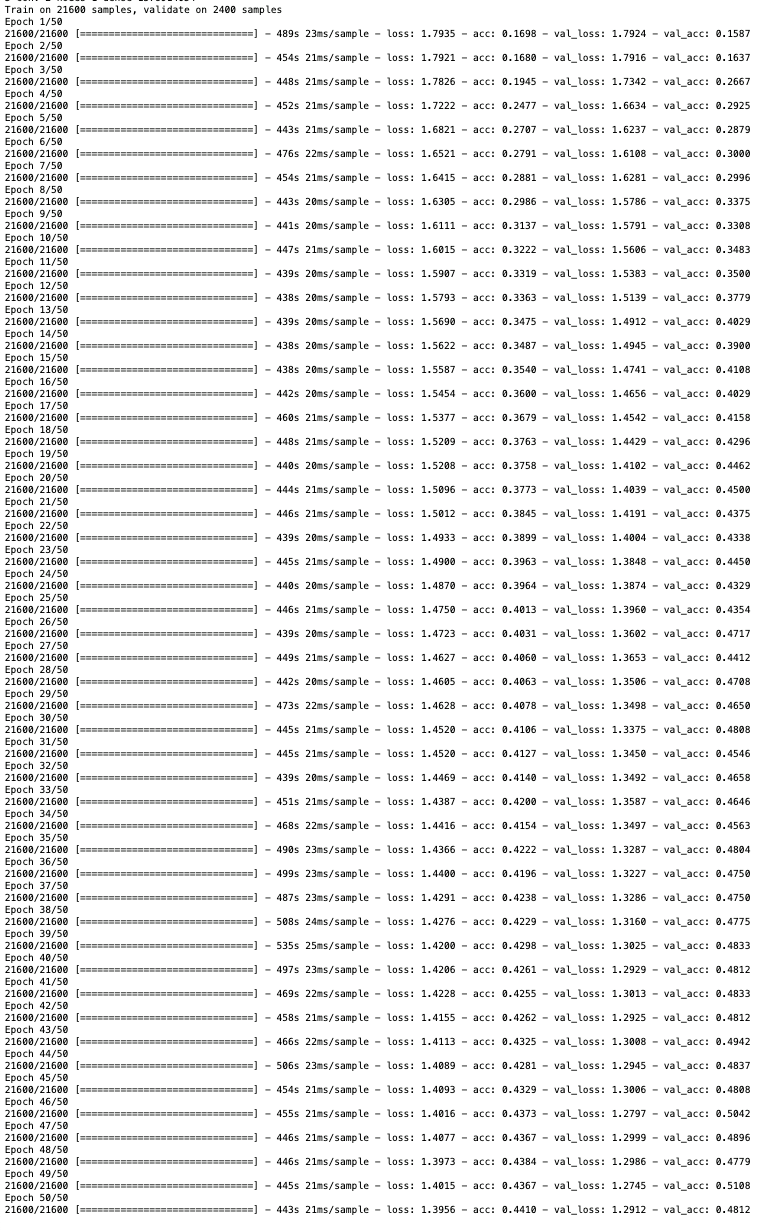 Train on 21600 samples, validate on 2400 samples
Epoch 1/50
21600/21600 [==============================] - 489s 23ms/sample - loss: 1.7935 - acc: 0.1698 - val_loss: 1.7924 - val_acc: 0.1587
Epoch 2/50
21600/21600 [==============================] - 454s 21ms/sample - loss: 1.7921 - acc: 0.1680 - val_loss: 1.7916 - val_acc: 0.1637
Epoch 3/50
21600/21600 [==============================] - 448s 21ms/sample - loss: 1.7826 - acc: 0.1945 - val_loss: 1.7342 - val_acc: 0.2667
Epoch 4/50
21600/21600 [==============================] - 452s 21ms/sample - loss: 1.7222 - acc: 0.2477 - val_loss: 1.6634 - val_acc: 0.2925
Epoch 5/50
21600/21600 [==============================] - 443s 21ms/sample - loss: 1.6821 - acc: 0.2707 - val_loss: 1.6237 - val_acc: 0.2879
Epoch 6/50
21600/21600 [==============================] - 476s 22ms/sample - loss: 1.6521 - acc: 0.2791 - val_loss: 1.6108 - val_acc: 0.3000
Epoch 7/50
21600/21600 [==============================] - 454s 21ms/sample - loss: 1.6415 - acc: 0.2881 - val_loss: 1.6281 - val_acc: 0.2996
Epoch 8/50
21600/21600 [==============================] - 443s 20ms/sample - loss: 1.6305 - acc: 0.2986 - val_loss: 1.5786 - val_acc: 0.3375
Epoch 9/50
21600/21600 [==============================] - 441s 20ms/sample - loss: 1.6111 - acc: 0.3137 - val_loss: 1.5791 - val_acc: 0.3308
Epoch 10/50
21600/21600 [==============================] - 447s 21ms/sample - loss: 1.6015 - acc: 0.3222 - val_loss: 1.5606 - val_acc: 0.3483
Epoch 11/50
21600/21600 [==============================] - 439s 20ms/sample - loss: 1.5907 - acc: 0.3319 - val_loss: 1.5383 - val_acc: 0.3500
Epoch 12/50
21600/21600 [==============================] - 438s 20ms/sample - loss: 1.5793 - acc: 0.3363 - val_loss: 1.5139 - val_acc: 0.3779
Epoch 13/50
21600/21600 [==============================] - 439s 20ms/sample - loss: 1.5690 - acc: 0.3475 - val_loss: 1.4912 - val_acc: 0.4029
Epoch 14/50
21600/21600 [==============================] - 438s 20ms/sample - loss: 1.5622 - acc: 0.3487 - val_loss: 1.4945 - val_acc: 0.3900
Epoch 15/50
21600/21600 [==============================] - 438s 20ms/sample - loss: 1.5587 - acc: 0.3540 - val_loss: 1.4741 - val_acc: 0.4108
Epoch 16/50
21600/21600 [==============================] - 442s 20ms/sample - loss: 1.5454 - acc: 0.3600 - val_loss: 1.4656 - val_acc: 0.4029
Epoch 17/50
21600/21600 [==============================] - 460s 21ms/sample - loss: 1.5377 - acc: 0.3679 - val_loss: 1.4542 - val_acc: 0.4158
Epoch 18/50
21600/21600 [==============================] - 448s 21ms/sample - loss: 1.5209 - acc: 0.3763 - val_loss: 1.4429 - val_acc: 0.4296
Epoch 19/50
21600/21600 [==============================] - 440s 20ms/sample - loss: 1.5208 - acc: 0.3758 - val_loss: 1.4102 - val_acc: 0.4462
Epoch 20/50
21600/21600 [==============================] - 444s 21ms/sample - loss: 1.5096 - acc: 0.3773 - val_loss: 1.4039 - val_acc: 0.4500
Epoch 21/50
21600/21600 [==============================] - 446s 21ms/sample - loss: 1.5012 - acc: 0.3845 - val_loss: 1.4191 - val_acc: 0.4375
Epoch 22/50
21600/21600 [==============================] - 439s 20ms/sample - loss: 1.4933 - acc: 0.3899 - val_loss: 1.4004 - val_acc: 0.4338
Epoch 23/50
21600/21600 [==============================] - 445s 21ms/sample - loss: 1.4900 - acc: 0.3963 - val_loss: 1.3848 - val_acc: 0.4450
Epoch 24/50
21600/21600 [==============================] - 440s 20ms/sample - loss: 1.4870 - acc: 0.3964 - val_loss: 1.3874 - val_acc: 0.4329
Epoch 25/50
21600/21600 [==============================] - 446s 21ms/sample - loss: 1.4750 - acc: 0.4013 - val_loss: 1.3960 - val_acc: 0.4354
Epoch 26/50
21600/21600 [==============================] - 439s 20ms/sample - loss: 1.4723 - acc: 0.4031 - val_loss: 1.3602 - val_acc: 0.4717
Epoch 27/50
21600/21600 [==============================] - 449s 21ms/sample - loss: 1.4627 - acc: 0.4060 - val_loss: 1.3653 - val_acc: 0.4412
Epoch 28/50
21600/21600 [==============================] - 442s 20ms/sample - loss: 1.4605 - acc: 0.4063 - val_loss: 1.3506 - val_acc: 0.4708
Epoch 29/50
21600/21600 [==============================] - 473s 22ms/sample - loss: 1.4628 - acc: 0.4078 - val_loss: 1.3498 - val_acc: 0.4650
Epoch 30/50
21600/21600 [==============================] - 445s 21ms/sample - loss: 1.4520 - acc: 0.4106 - val_loss: 1.3375 - val_acc: 0.4808
Epoch 31/50
21600/21600 [==============================] - 445s 21ms/sample - loss: 1.4520 - acc: 0.4127 - val_loss: 1.3450 - val_acc: 0.4546
Epoch 32/50
21600/21600 [==============================] - 439s 20ms/sample - loss: 1.4469 - acc: 0.4140 - val_loss: 1.3492 - val_acc: 0.4658
Epoch 33/50
21600/21600 [==============================] - 451s 21ms/sample - loss: 1.4387 - acc: 0.4200 - val_loss: 1.3587 - val_acc: 0.4646
Epoch 34/50
21600/21600 [==============================] - 468s 22ms/sample - loss: 1.4416 - acc: 0.4154 - val_loss: 1.3497 - val_acc: 0.4563
Epoch 35/50
21600/21600 [==============================] - 490s 23ms/sample - loss: 1.4366 - acc: 0.4222 - val_loss: 1.3287 - val_acc: 0.4804
Epoch 36/50
21600/21600 [==============================] - 499s 23ms/sample - loss: 1.4400 - acc: 0.4196 - val_loss: 1.3227 - val_acc: 0.4750
Epoch 37/50
21600/21600 [==============================] - 487s 23ms/sample - loss: 1.4291 - acc: 0.4238 - val_loss: 1.3286 - val_acc: 0.4750
Epoch 38/50
21600/21600 [==============================] - 508s 24ms/sample - loss: 1.4276 - acc: 0.4229 - val_loss: 1.3160 - val_acc: 0.4775
Epoch 39/50
21600/21600 [==============================] - 535s 25ms/sample - loss: 1.4200 - acc: 0.4298 - val_loss: 1.3025 - val_acc: 0.4833
Epoch 40/50
21600/21600 [==============================] - 497s 23ms/sample - loss: 1.4206 - acc: 0.4261 - val_loss: 1.2929 - val_acc: 0.4812
Epoch 41/50
21600/21600 [==============================] - 469s 22ms/sample - loss: 1.4228 - acc: 0.4255 - val_loss: 1.3013 - val_acc: 0.4833
Epoch 42/50
21600/21600 [==============================] - 458s 21ms/sample - loss: 1.4155 - acc: 0.4262 - val_loss: 1.2925 - val_acc: 0.4812
Epoch 43/50
21600/21600 [==============================] - 466s 22ms/sample - loss: 1.4113 - acc: 0.4325 - val_loss: 1.3008 - val_acc: 0.4942
Epoch 44/50
21600/21600 [==============================] - 506s 23ms/sample - loss: 1.4089 - acc: 0.4281 - val_loss: 1.2945 - val_acc: 0.4837
Epoch 45/50
21600/21600 [==============================] - 454s 21ms/sample - loss: 1.4093 - acc: 0.4329 - val_loss: 1.3006 - val_acc: 0.4808
Epoch 46/50
21600/21600 [==============================] - 455s 21ms/sample - loss: 1.4016 - acc: 0.4373 - val_loss: 1.2797 - val_acc: 0.5042
Epoch 47/50
21600/21600 [==============================] - 446s 21ms/sample - loss: 1.4077 - acc: 0.4367 - val_loss: 1.2999 - val_acc: 0.4896
Epoch 48/50
21600/21600 [==============================] - 446s 21ms/sample - loss: 1.3973 - acc: 0.4384 - val_loss: 1.2986 - val_acc: 0.4779
Epoch 49/50
21600/21600 [==============================] - 445s 21ms/sample - loss: 1.4015 - acc: 0.4367 - val_loss: 1.2745 - val_acc: 0.5108
Epoch 50/50
21600/21600 [==============================] - 443s 21ms/sample - loss: 1.3956 - acc: 0.4410 - val_loss: 1.2912 - val_acc: 0.4812